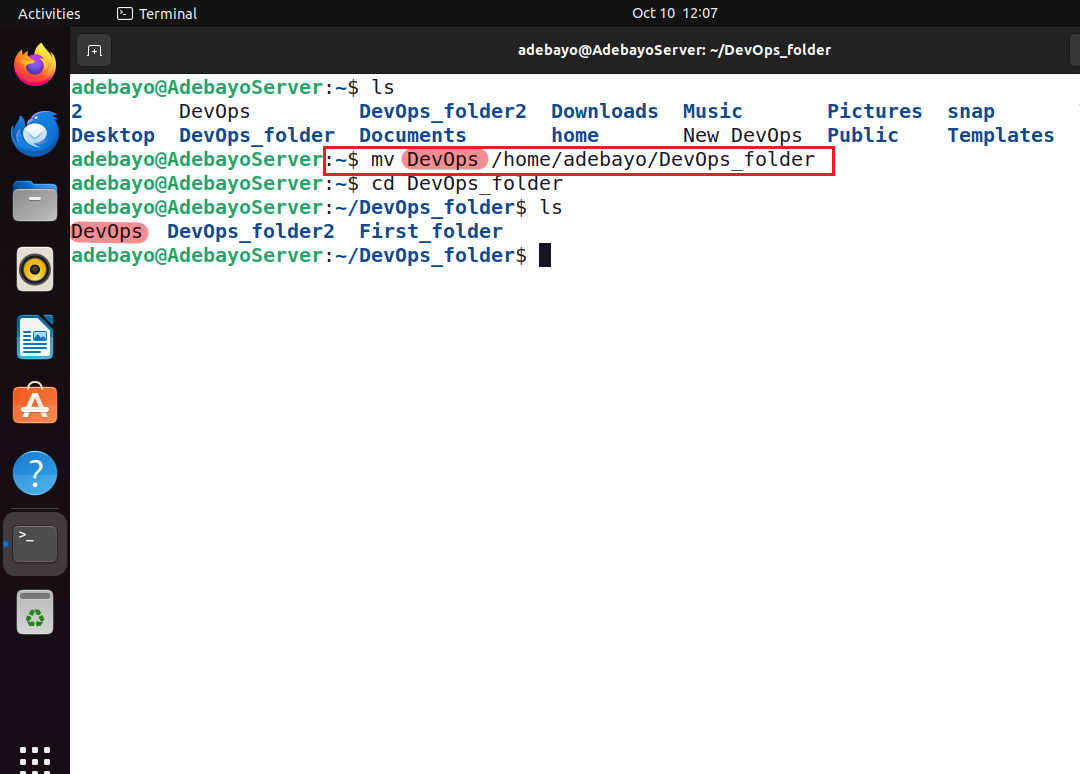 Activities Terminal Oct 10 12:07
adebayo@AdebayoServer: ~/DevOps_folder
adebayo@AdebayoServer:~$ ls
2 DevOps DevOps_folder2 Downloads Music Pictures snap
Desktop DevOps_folder Documents home New DevOps Public Templates
adebayo@AdebayoServer:~$ mv DevOps /home/adebayo/DevOps_folder
adebayo@AdebayoServer:~$ cd DevOps_folder
adebayo@AdebayoServer:~/DevOps_folder$ ls
DevOps DevOps_folder2 First_folder
adebayo@AdebayoServer:~/DevOps_folder$